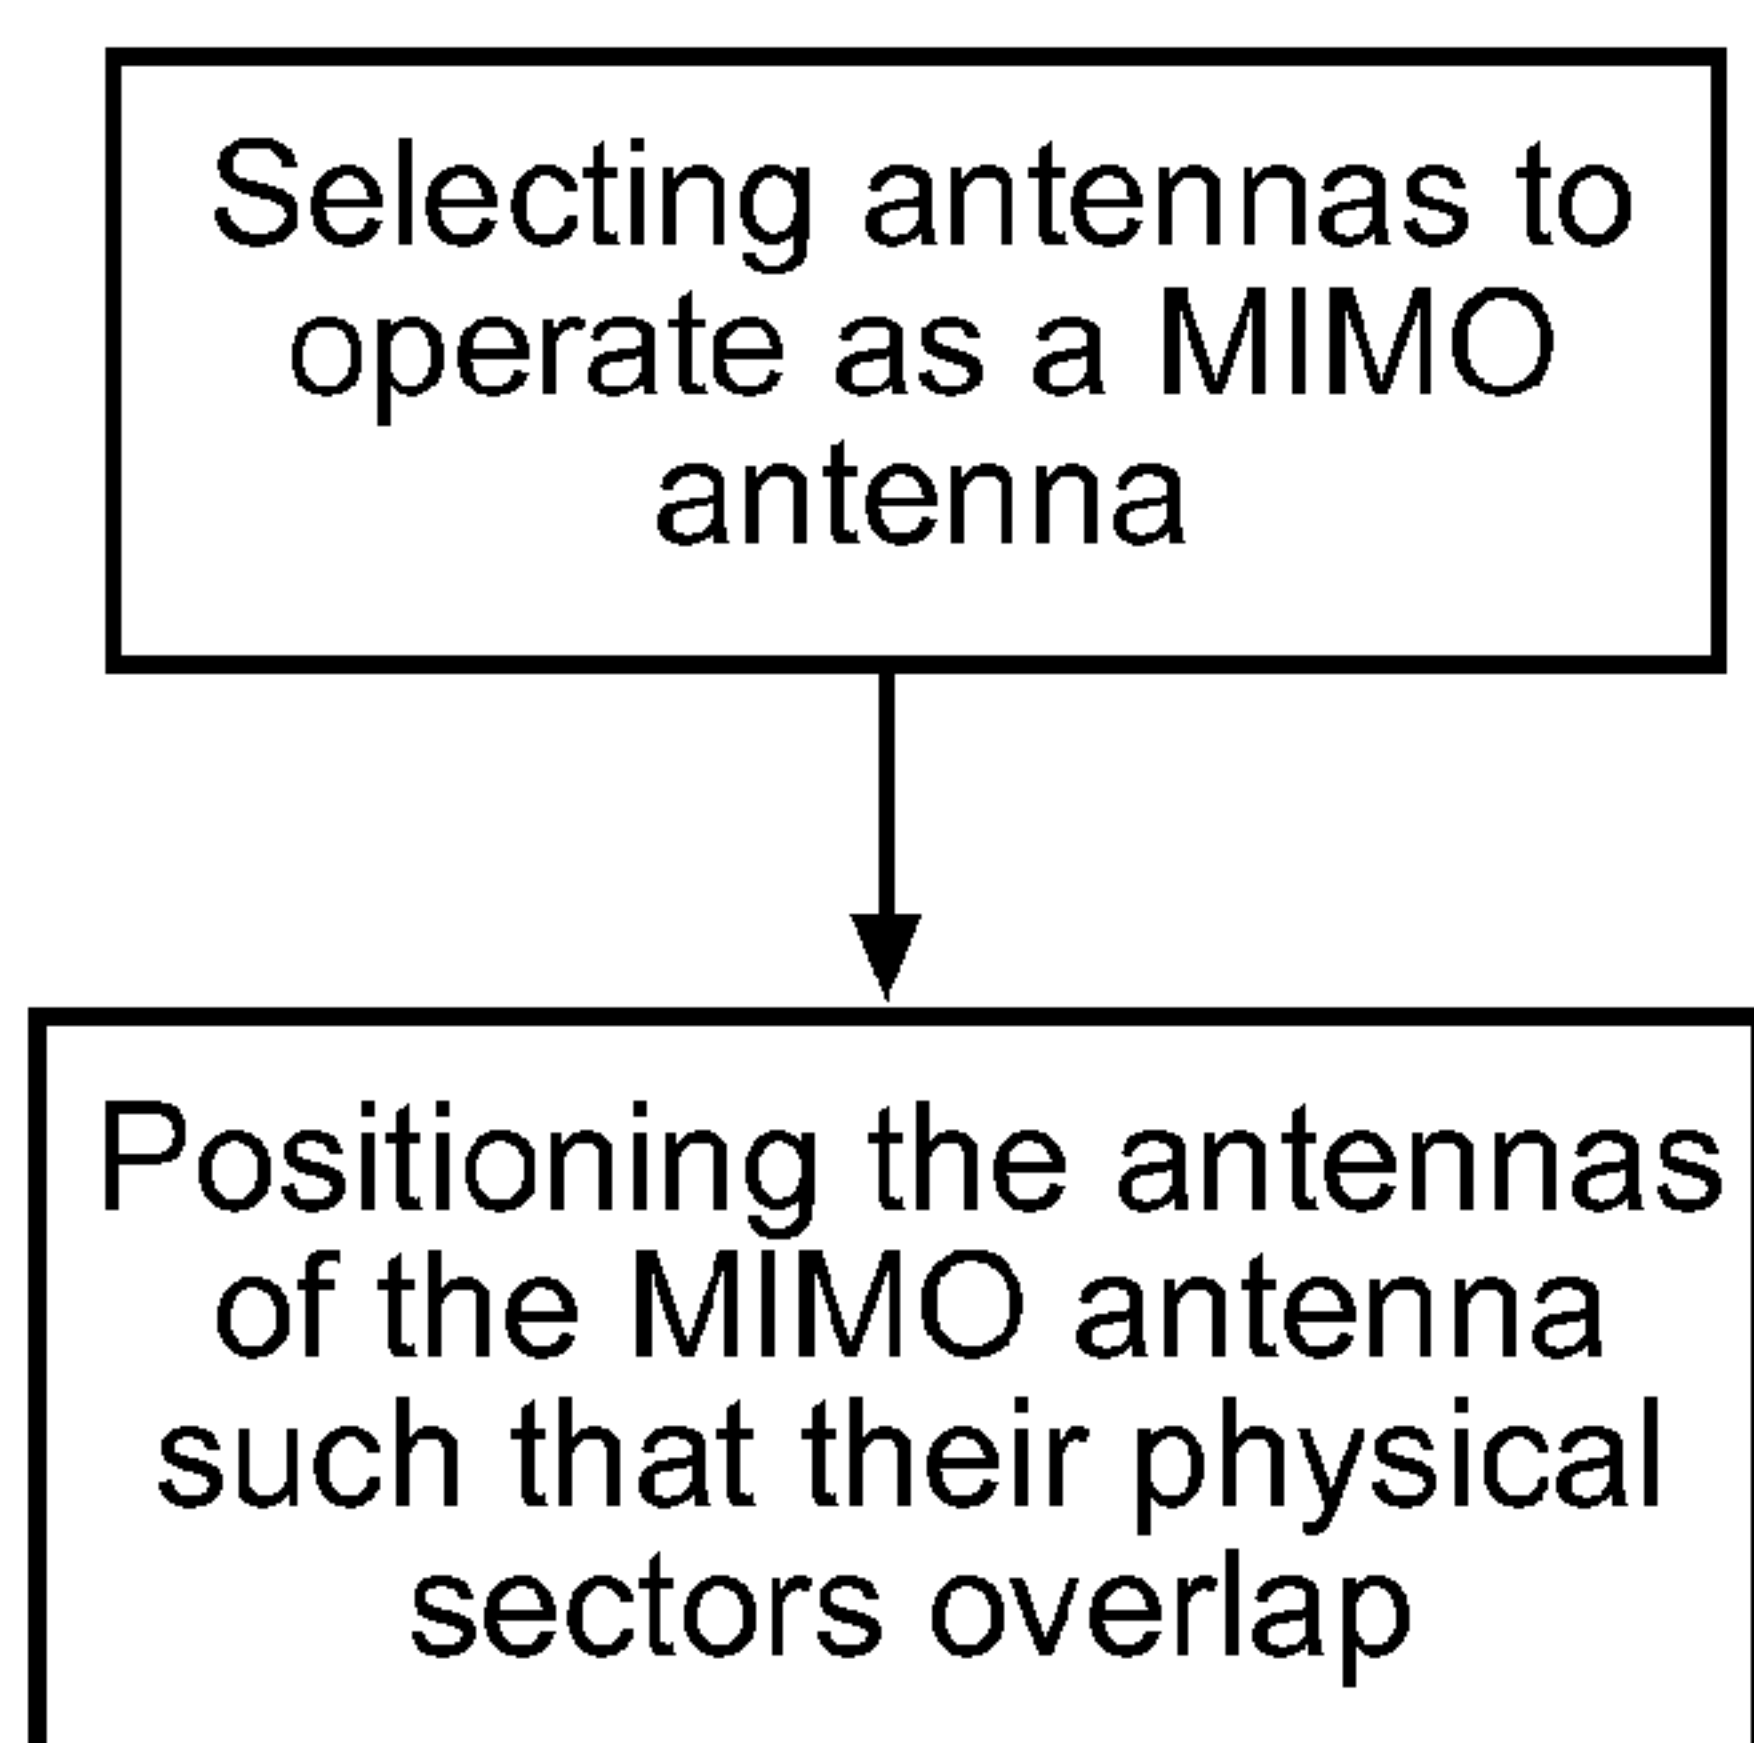 Selecting antennas to
operate as a MIMO
antenna
Positioning the antennas
of the MIMO antenna
such that their physical
sectors overlap